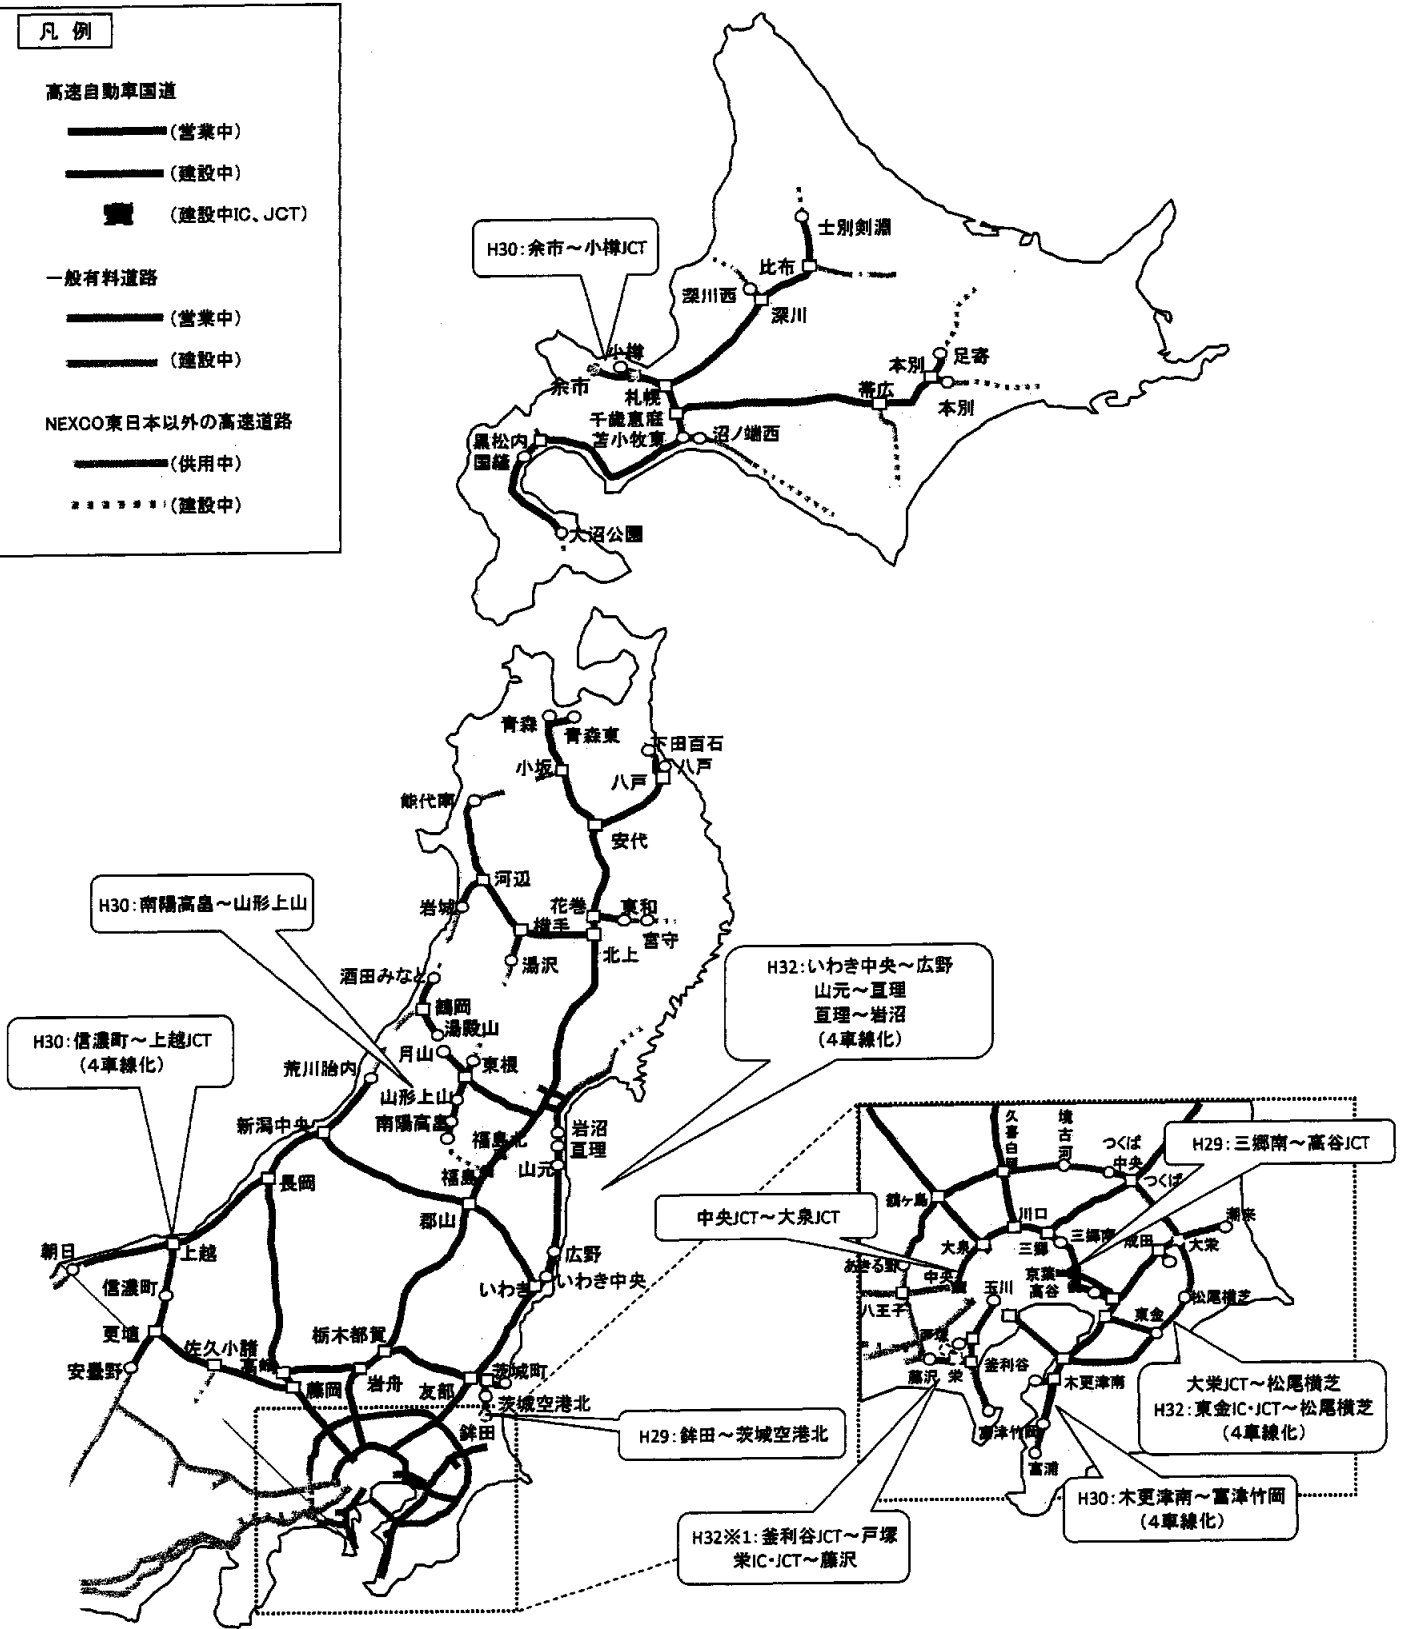 凡 例
高速自動車国道
(営業中)
(建設中)
(建設中IC、JCT)
一般有料道路
(営業中)
(建設中)
NEXCO東日本以外の高速道路
(供用中)
(建設中)
H30:余市～小樽JCT
士別剣淵
比布
深川西
深川
小樽
余市
札幌
千歳恵庭
苫小牧東
沼ノ端西
本別
足寄
帯広
本別
黒松内
国縫
大沼公園
青森
青森東
下田百石
小坂
八戸
八戸
能代南
安代
河辺
岩城
花巻
東和
横手
宮守
北上
湯沢
H30:南陽高畠～山形上山
酒田みなと
鶴岡
湯殿山
月山
東根
H32:いわき中央～広野
山元～亘理
亘理～岩沼
(4車線化)
H30:信濃町～上越JCT
(4車線化)
荒川胎内
山形上山
南陽高畠
新潟中央
福島北
岩沼
亘理
福島
山元
長岡
郡山
朝日
上越
広野
信濃町
いわき
いわき中央
更埴
佐久小諸
栃木都賀
安曇野
高崎
藤岡
岩舟
友部
茨城町
茨城空港北
鉾田
H29:鉾田～茨城空港北
久喜白岡
境古河
つくば
中央
つくば
H29:三郷南～高谷JCT
中央JCT～大泉JCT
鶴ヶ島
川口
大泉
三郷
三郷南
成田
潮来
大栄
あきる野
中央
玉川
京葉
高谷
八王子
松尾横芝
東金
戸塚
藤沢
栄
釜利谷
木更津南
富津竹岡
富浦
大栄JCT～松尾横芝
H32:東金IC･JCT～松尾横芝
(4車線化)
H30:木更津南～富津竹岡
(4車線化)
H32※1:釜利谷JCT～戸塚
栄IC･JCT～藤沢